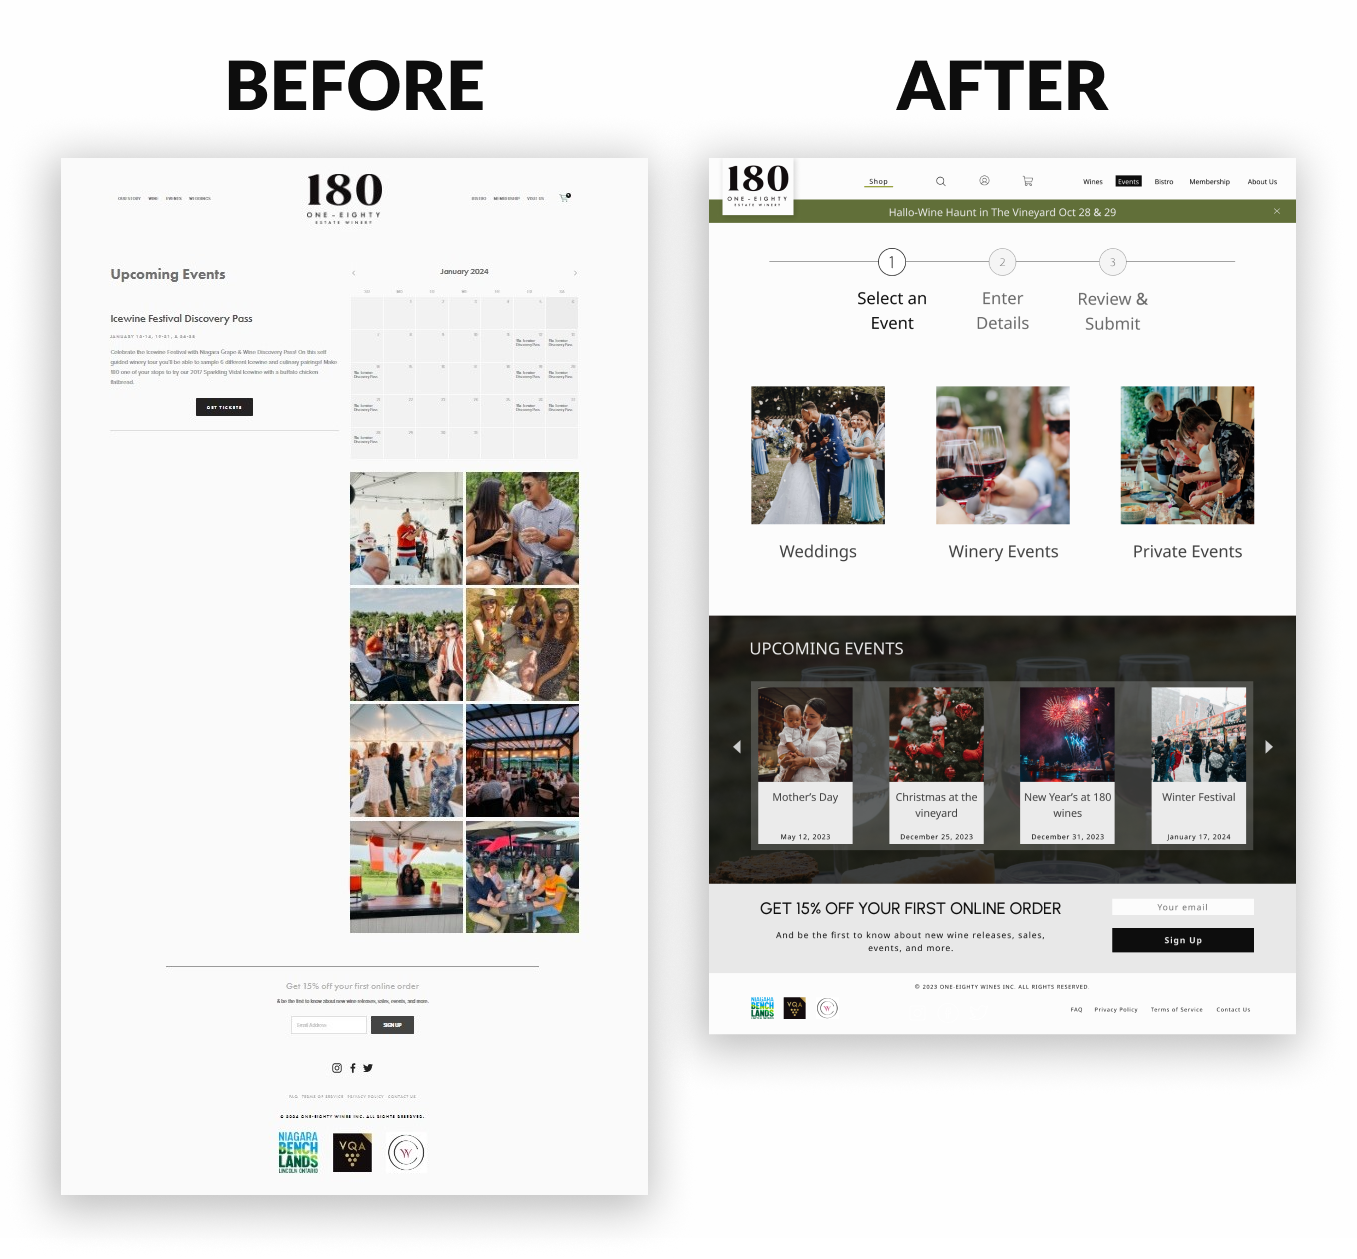 BEFORE
AFTER
OUR STORY WINE EVENTS WEDDINGS
180
ONE-EIGHTY
ESTATE WINERY
BISTRO MEMBERSHIP VISIT US
Upcoming Events
Icewine Festival Discovery Pass
Celebrate the Icewine Festival with Niagara Grape & Wine Discovery Pass! On this self
guided winery tour you'll be able to sample 6 different Icewine and culinary pairings! Make
180 one of your stops to try our 2017 Sparkling Vidal Icewine with a buffalo chicken
flatbread.
GET TICKETS
January 2024
Get 15% off your first online order
& be the first to know about new wine releases, sales, events, and more.
Email Address
SIGN UP
FAQ TERMS OF SERVICE PRIVACY POLICY CONTACT US
© 2024 ONE-EIGHTY WINES INC. ALL RIGHTS RESERVED.
NIAGARA
BENCH
LANDS
LINCOLN ONTARIO
VQA
W
180
ONE-EIGHTY
ESTATE WINERY
Shop
Wines Events Bistro Membership About Us
Hallo-Wine Haunt in The Vineyard Oct 28 & 29
1 2 3
Select an
Event
Enter
Details
Review &
Submit
Weddings Winery Events Private Events
UPCOMING EVENTS
Mother's Day
May 12, 2023
Christmas at the
vineyard
December 25, 2023
New Year's at 180
wines
December 31, 2023
Winter Festival
January 17, 2024
GET 15% OFF YOUR FIRST ONLINE ORDER
And be the first to know about new wine releases, sales,
events, and more.
Your email
Sign Up
© 2023 ONE-EIGHTY WINES INC. ALL RIGHTS RESERVED.
NIAGARA
BENCH
LANDS
VQA
W
FAQ Privacy Policy Terms of Service Contact Us